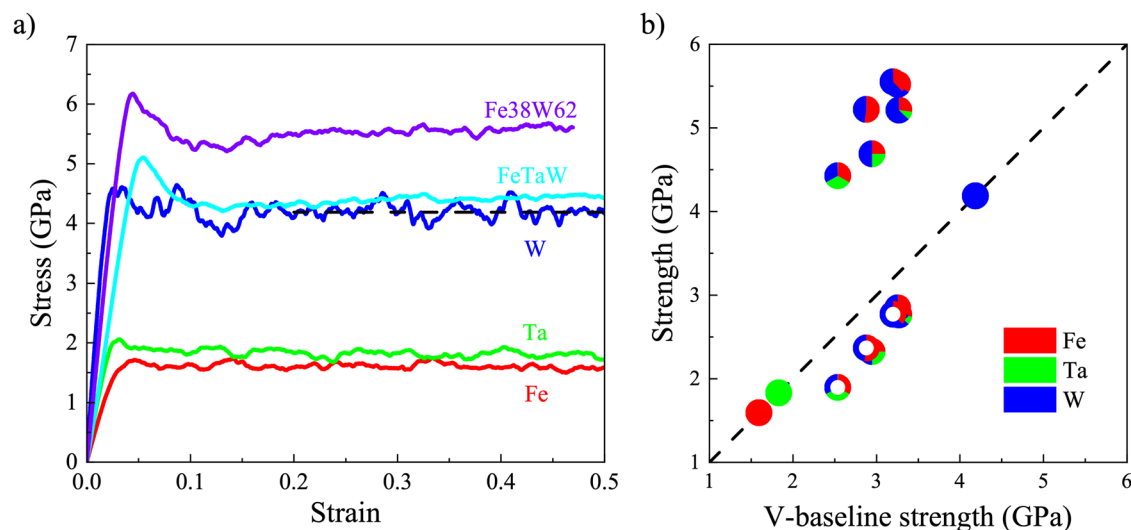 a)
7
6
5
4
3
2
1
0
Stress (GPa)
Fe38W62
FeTaW
W
Ta
Fe
0.0 0.1 0.2 0.3 0.4 0.5
Strain
b)
6
5
4
3
2
1
Strength (GPa)
Fe
Ta
W
1 2 3 4 5 6
V-baseline strength (GPa)